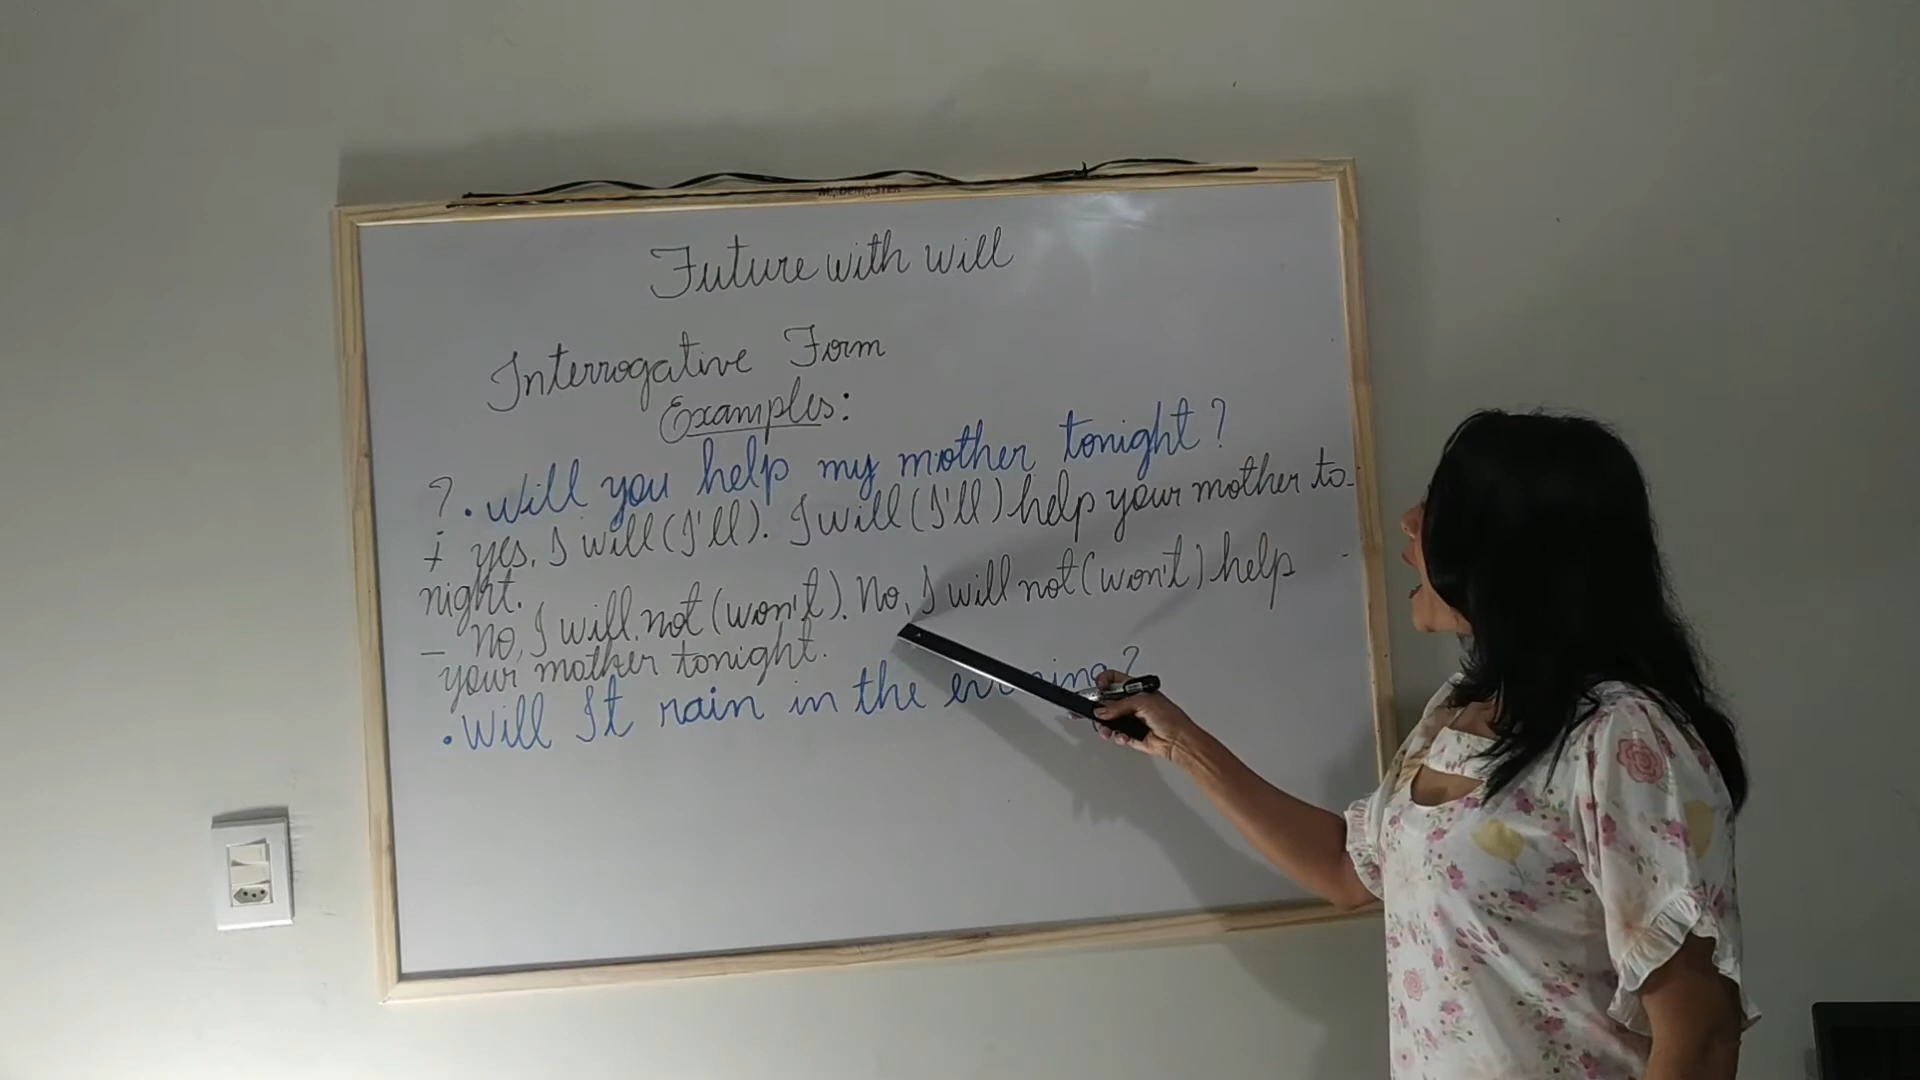 Future with will
Interrogative Form
Examples:
? . Will you help my mother tonight?
+ yes, I will (I'll). I will (I'll) help your mother to-
night.
- No, I will not (won't). No, I will not (won't) help
your mother tonight.
. Will It rain in the evening?